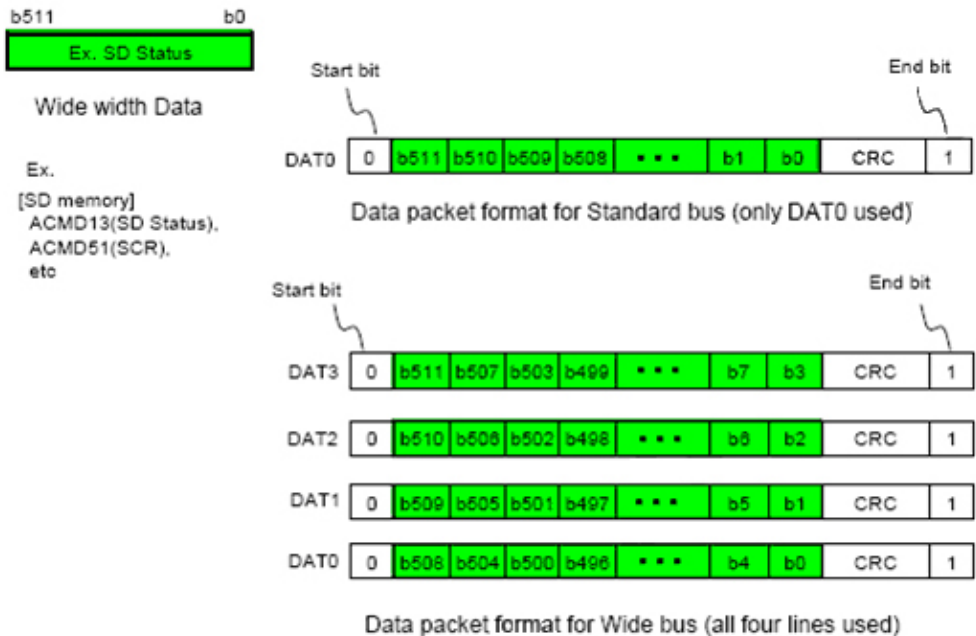 b511 b0
Ex. SD Status
Wide width Data
Ex.
[SD memory]
ACMD13(SD Status),
ACMD51(SCR),
etc
Start bit End bit
DAT0 0 b511 b510 b509 b508 ▪ ▪ ▪ b1 b0 CRC 1
Data packet format for Standard bus (only DAT0 used)
Start bit End bit
DAT3 0 b511 b507 b503 b499 ▪ ▪ ▪ b7 b3 CRC 1
DAT2 0 b510 b506 b502 b498 ▪ ▪ ▪ b6 b2 CRC 1
DAT1 0 b509 b505 b501 b497 ▪ ▪ ▪ b5 b1 CRC 1
DAT0 0 b508 b504 b500 b496 ▪ ▪ ▪ b4 b0 CRC 1
Data packet format for Wide bus (all four lines used)